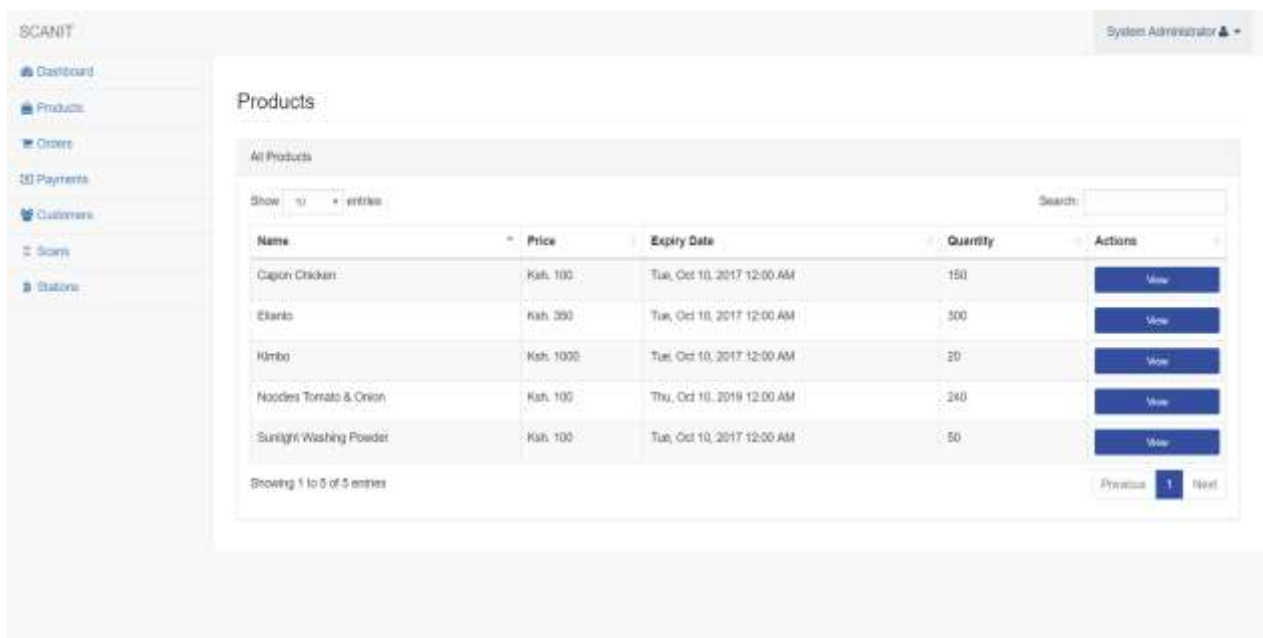 SCANIT
System Administrator
Dashboard
Products
Orders
Payments
Customers
Scans
Stations
Products
All Products
Show 10 entries
Search:
Name Price Expiry Date Quantity Actions
Capon Chicken Ksh. 100 Tue, Oct 10, 2017 12:00 AM 150 View
Elianto Ksh. 350 Tue, Oct 10, 2017 12:00 AM 300 View
Kimbo Ksh. 1000 Tue, Oct 10, 2017 12:00 AM 20 View
Noodles Tomato & Onion Ksh. 100 Thu, Oct 10, 2019 12:00 AM 240 View
Sunlight Washing Powder Ksh. 100 Tue, Oct 10, 2017 12:00 AM 50 View
Showing 1 to 5 of 5 entries
Previous 1 Next